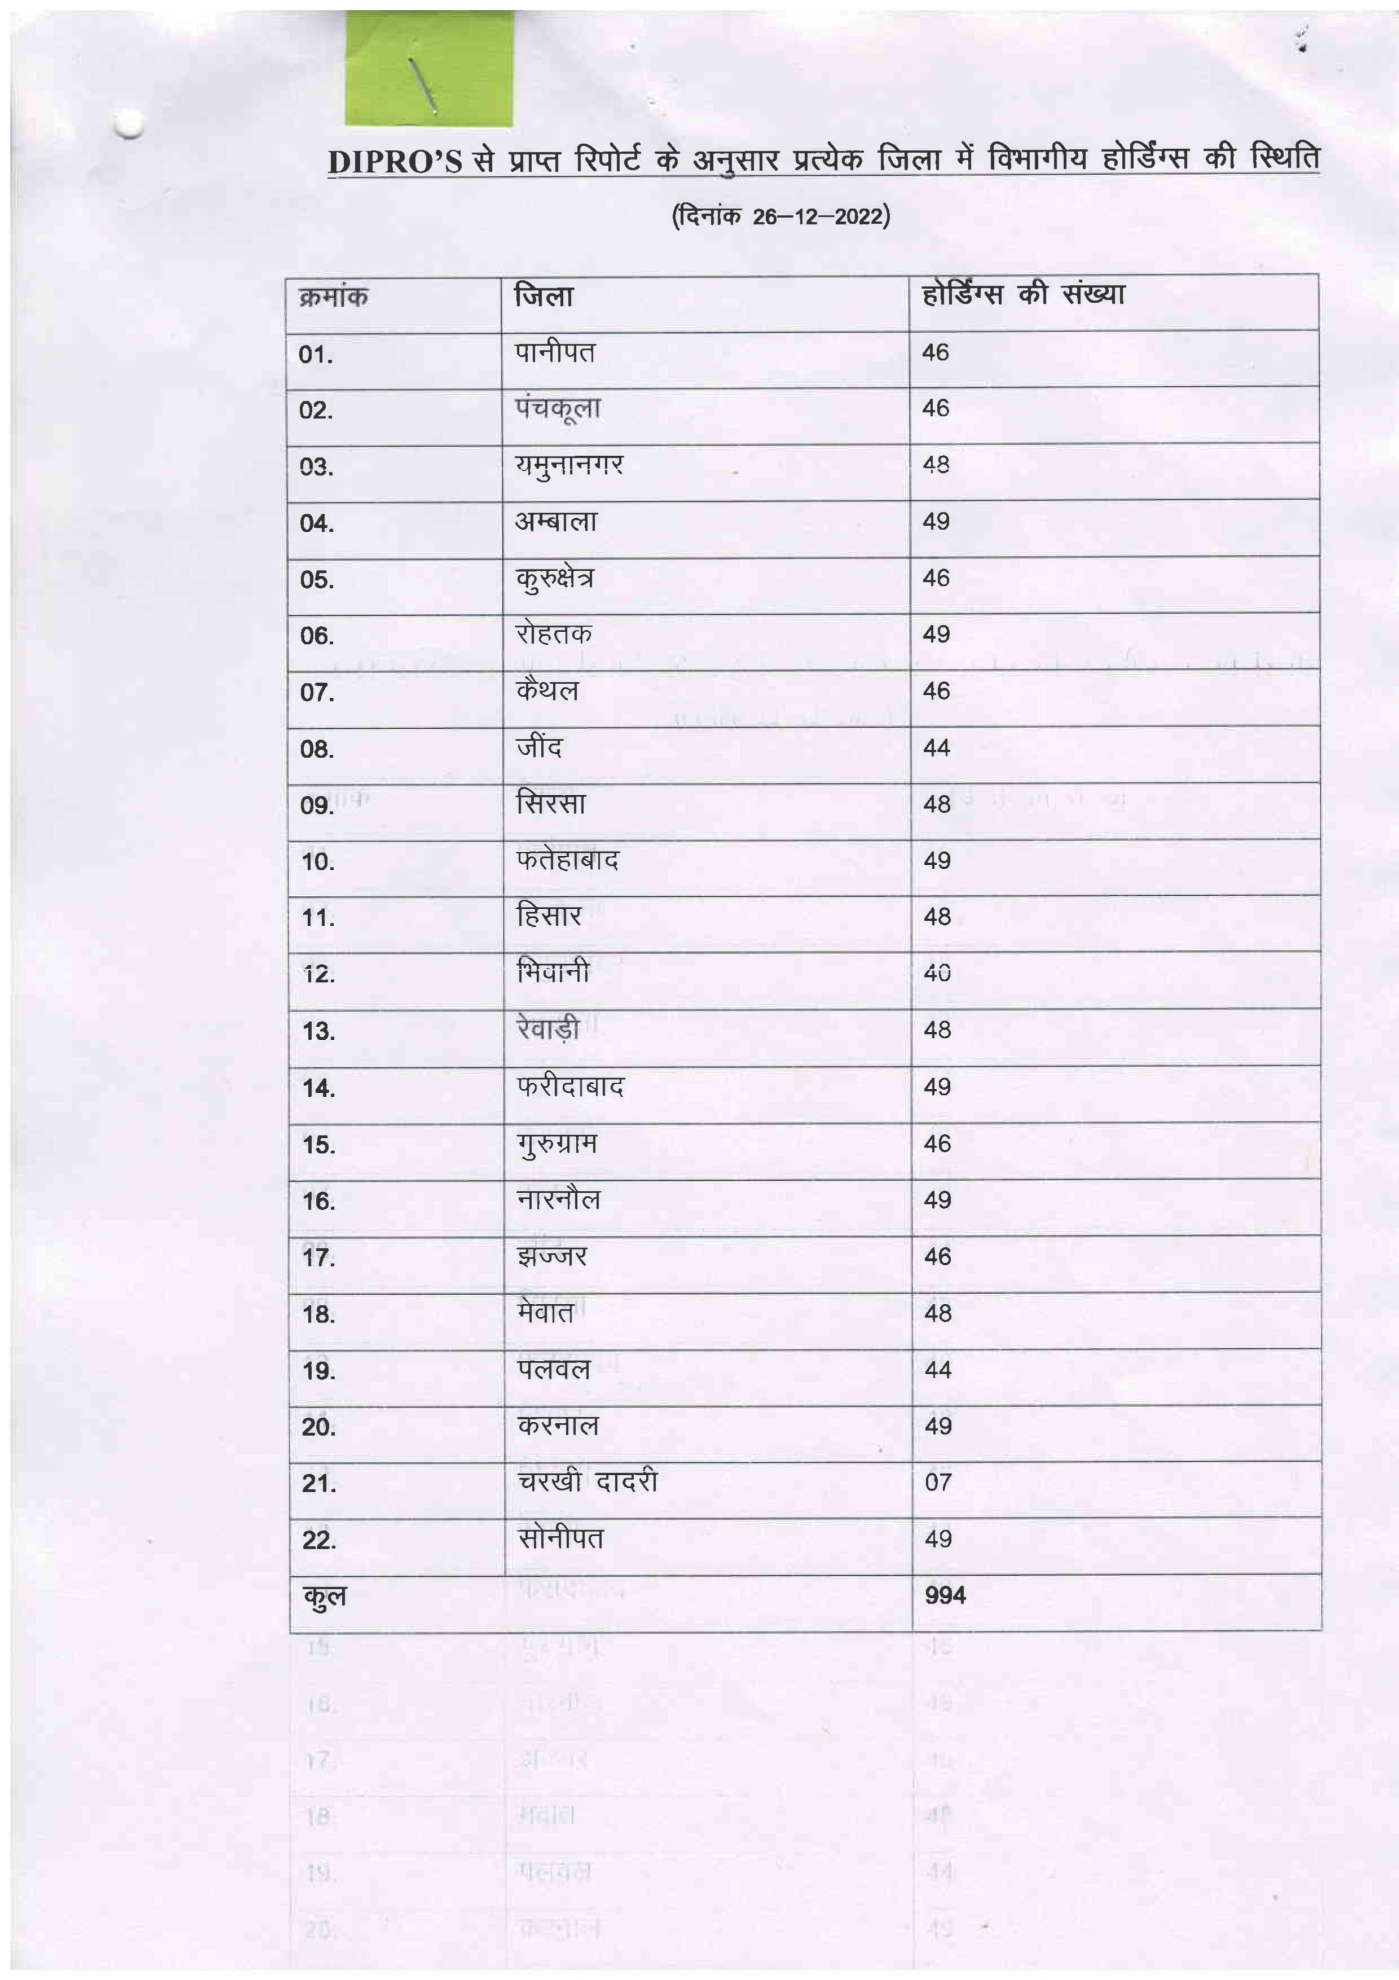 DIPRO'S से प्राप्त रिपोर्ट के अनुसार प्रत्येक जिला में विभागीय होर्डिंग्स की स्थिति
(दिनांक 26–12–2022)
क्रमांक जिला होर्डिंग्स की संख्या
01. पानीपत 46
02. पंचकूला 46
03. यमुनानगर 48
04. अम्बाला 49
05. कुरुक्षेत्र 46
06. रोहतक 49
07. कैथल 46
08. जींद 44
09. सिरसा 48
10. फतेहाबाद 49
11. हिसार 48
12. भिवानी 40
13. रेवाड़ी 48
14. फरीदाबाद 49
15. गुरुग्राम 46
16. नारनौल 49
17. झज्जर 46
18. मेवात 48
19. पलवल 44
20. करनाल 49
21. चरखी दादरी 07
22. सोनीपत 49
कुल 994